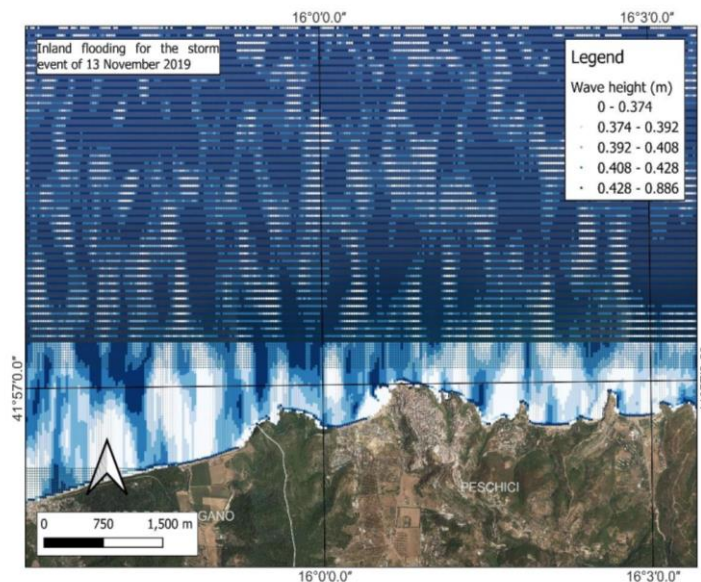 16°0'0.0″ 16°3'0.0″
Inland flooding for the storm
event of 13 November 2019
Legend
Wave height (m)
0 - 0.374
0.374 - 0.392
0.392 - 0.408
0.408 - 0.428
0.428 - 0.886
41°57'0.0″
PESCHICI
GANO
0 750 1,500 m
16°0'0.0″ 16°3'0.0″